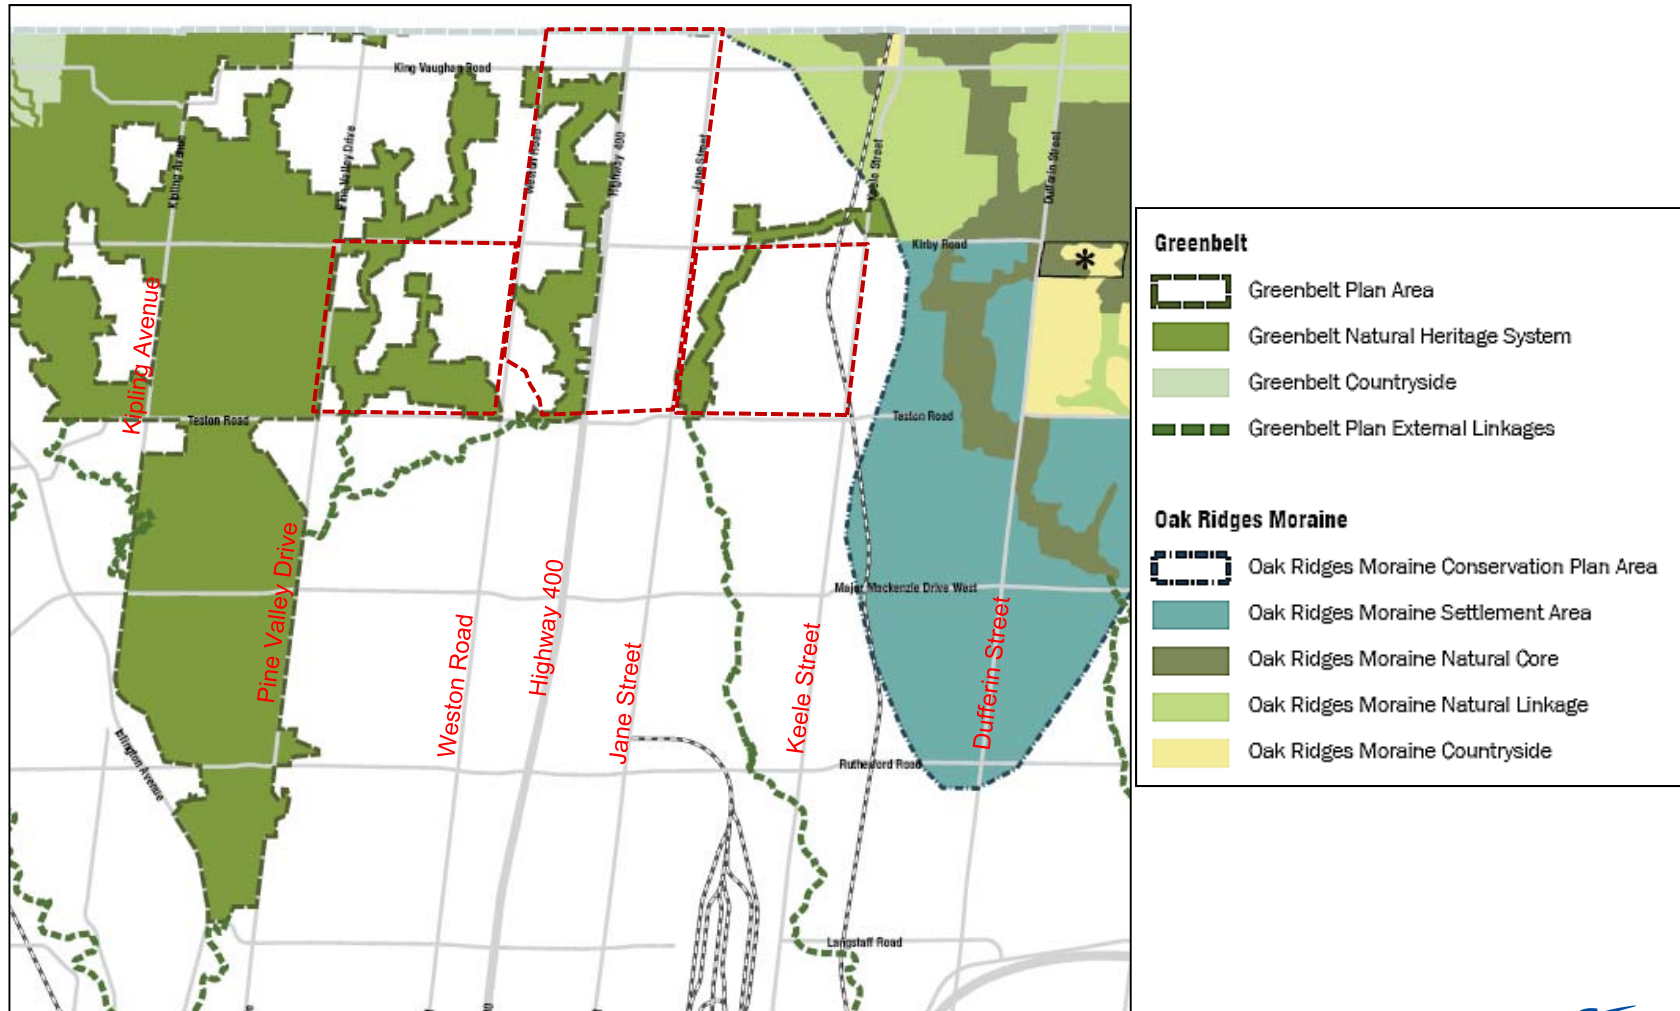 King Vaughan Road
Kipling Avenue
Pine Valley Drive
Weston Road
Highway 400
Jane Street
Keele Street
Dufferin Street
Kirby Road
*
Kipling Avenue
Teston Road
Teston Road
Pine Valley Drive
Weston Road
Highway 400
Jane Street
Keele Street
Dufferin Street
Major Mackenzie Drive West
Islington Avenue
Rutherford Road
Langstaff Road
Greenbelt
Greenbelt Plan Area
Greenbelt Natural Heritage System
Greenbelt Countryside
Greenbelt Plan External Linkages
Oak Ridges Moraine
Oak Ridges Moraine Conservation Plan Area
Oak Ridges Moraine Settlement Area
Oak Ridges Moraine Natural Core
Oak Ridges Moraine Natural Linkage
Oak Ridges Moraine Countryside